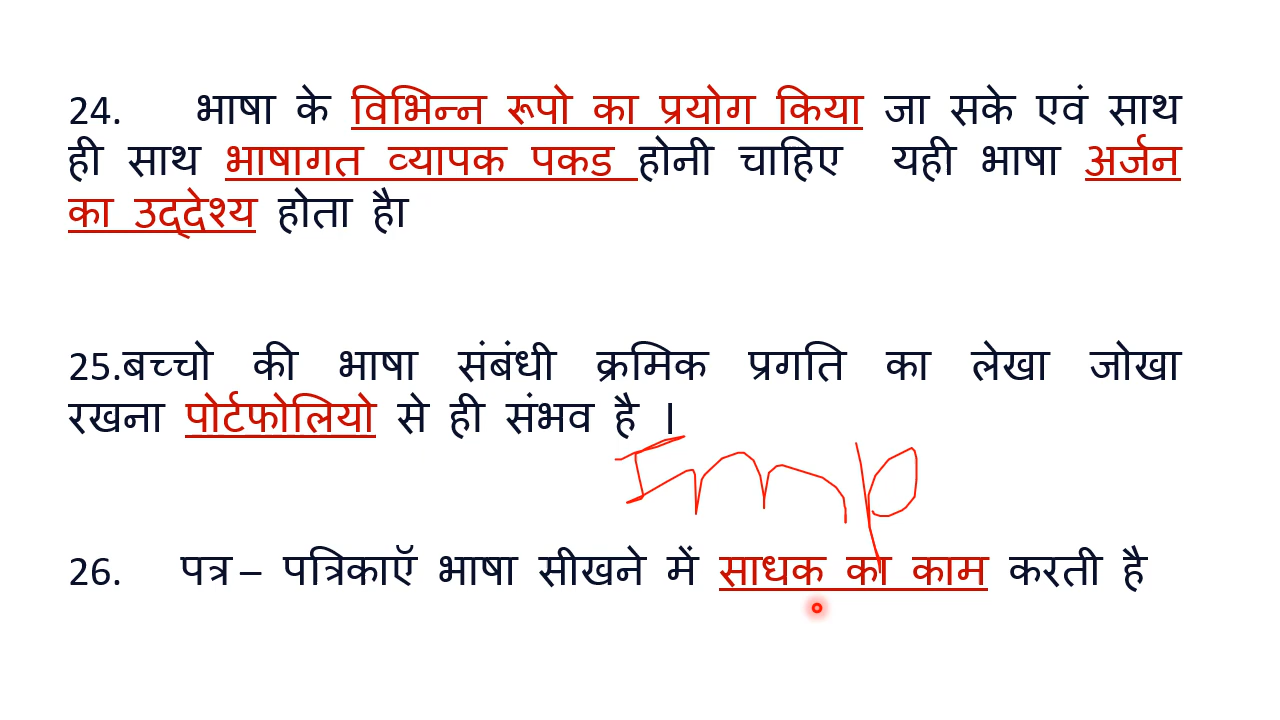 24. भाषा के विभिन्न रूपो का प्रयोग किया जा सके एवं साथ
ही साथ भाषागत व्यापक पकड होनी चाहिए यही भाषा अर्जन
का उद्देश्य होता हैा
25.बच्चो की भाषा संबंधी क्रमिक प्रगति का लेखा जोखा
रखना पोर्टफोलियो से ही संभव है ।
Imp
26. पत्र – पत्रिकाऍ भाषा सीखने में साधक का काम करती है